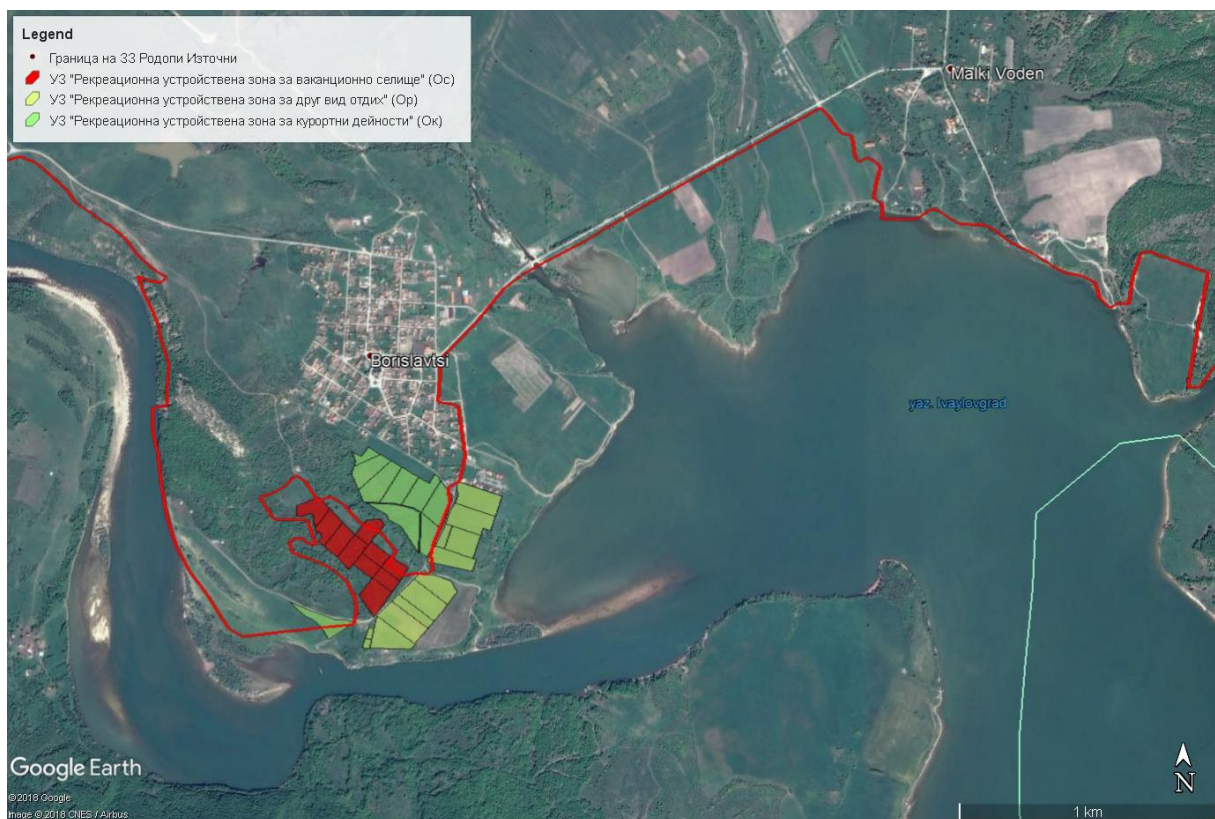 Legend
Граница на ЗЗ Родопи Източни
УЗ "Рекреационна устройствена зона за ваканционно селище" (Ос)
УЗ "Рекреационна устройствена зона за друг вид отдих" (Ор)
УЗ "Рекреационна устройствена зона за курортни дейности" (Ок)
Malki Voden
Borislavtsi
yaz. Ivaylovgrad
Google Earth
©2018 Google
Image © 2018 CNES / Airbus
N
1 km